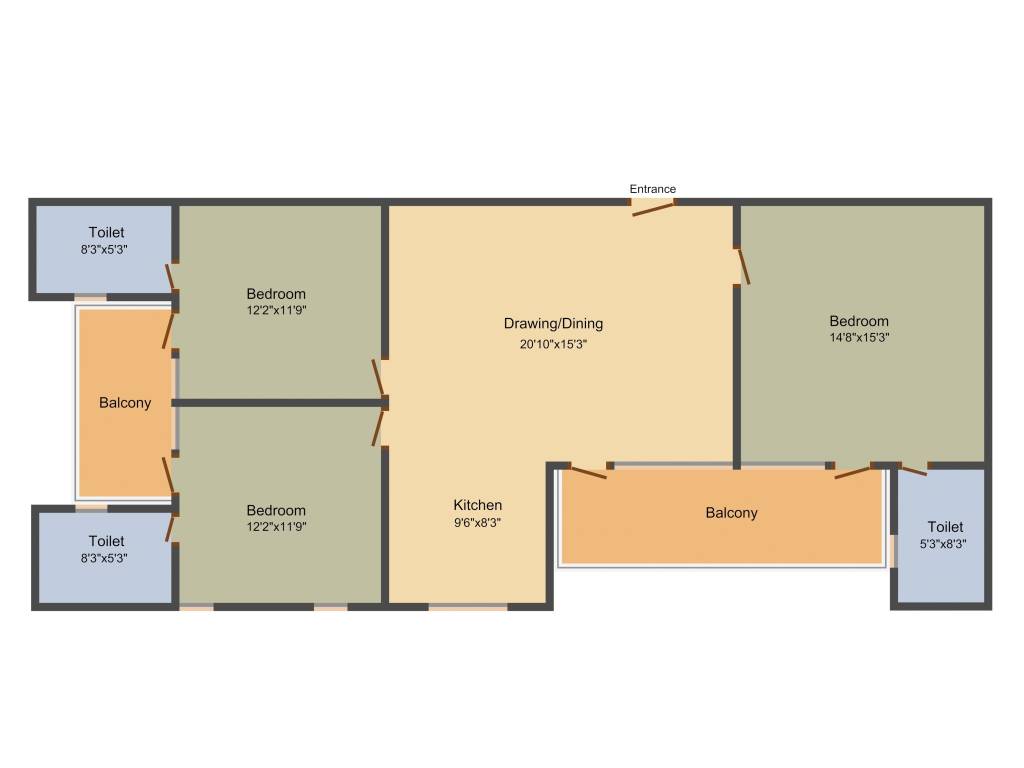 Entrance
Toilet
8'3"x5'3"
Bedroom
12'2"x11'9"
Drawing/Dining
20'10"x15'3"
Bedroom
14'8"x15'3"
Balcony
Bedroom
12'2"x11'9"
Kitchen
9'6"x8'3"
Balcony
Toilet
5'3"x8'3"
Toilet
8'3"x5'3"